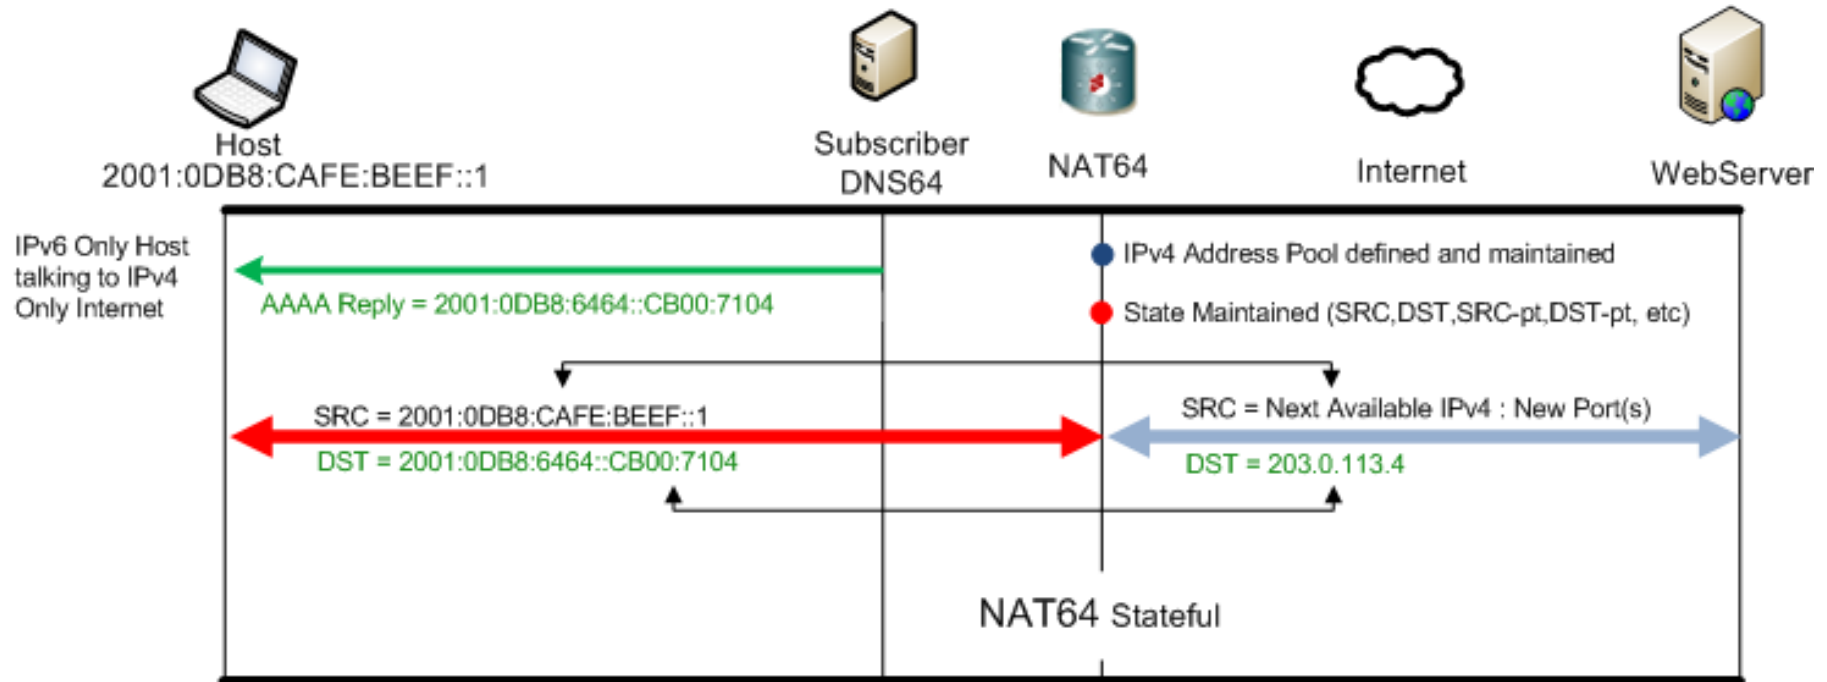 Host
2001:0DB8:CAFE:BEEF::1
Subscriber
DNS64
NAT64
Internet
WebServer
IPv6 Only Host
talking to IPv4
Only Internet
AAAA Reply = 2001:0DB8:6464::CB00:7104
IPv4 Address Pool defined and maintained
State Maintained (SRC,DST,SRC-pt,DST-pt, etc)
SRC = 2001:0DB8:CAFE:BEEF::1
DST = 2001:0DB8:6464::CB00:7104
SRC = Next Available IPv4 : New Port(s)
DST = 203.0.113.4
NAT64 Stateful